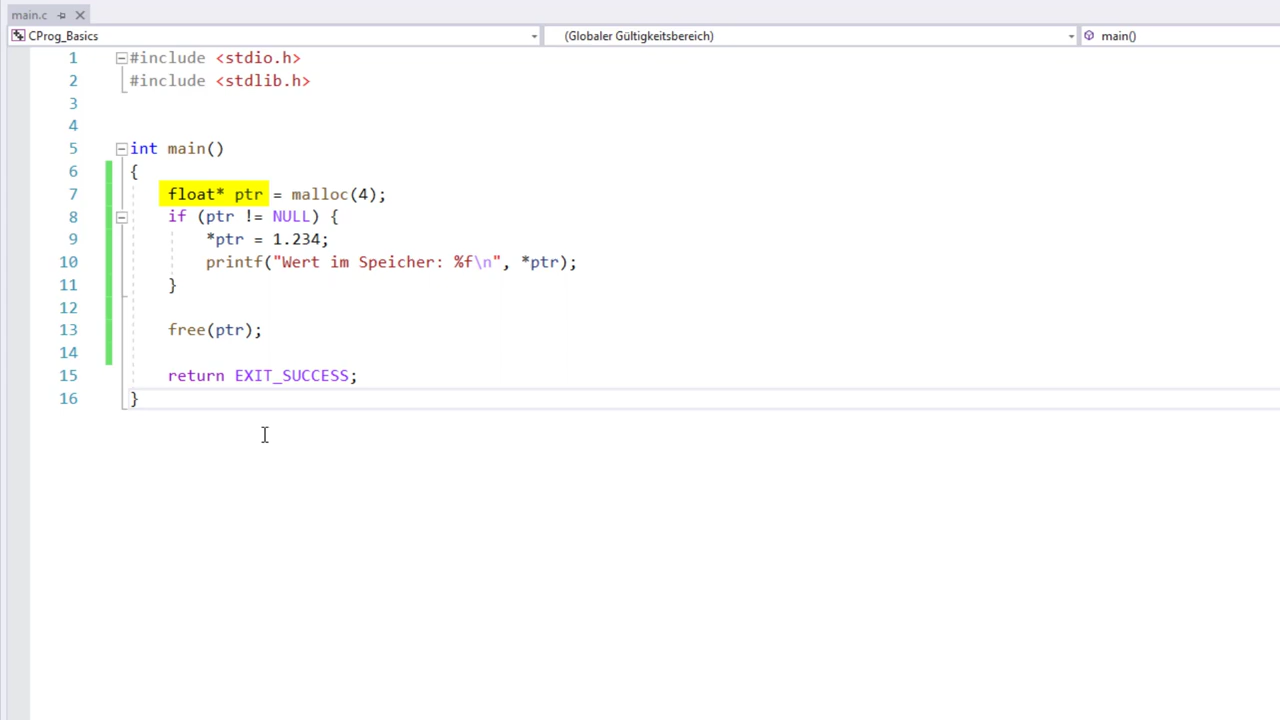 main.c
CProg_Basics (Globaler Gültigkeitsbereich) main()
1 #include <stdio.h>
2 #include <stdlib.h>
3
4
5 int main()
6 {
7 float* ptr = malloc(4);
8 if (ptr != NULL) {
9 *ptr = 1.234;
10 printf("Wert im Speicher: %f\n", *ptr);
11 }
12
13 free(ptr);
14
15 return EXIT_SUCCESS;
16 }